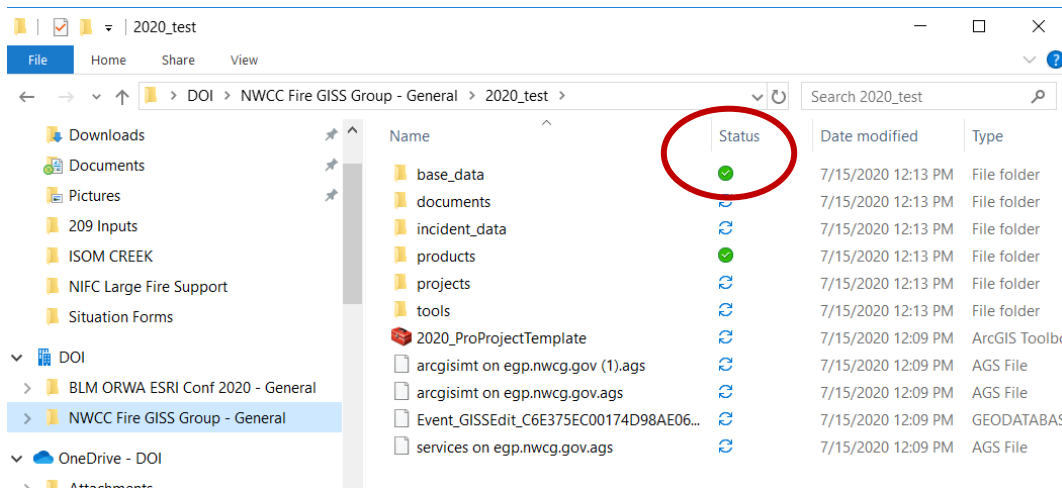 2020_test
File Home Share View ?
DOI > NWCC Fire GISS Group - General > 2020_test > Search 2020_test
Name Status Date modified Type
Downloads
Documents
Pictures
209 Inputs
ISOM CREEK
NIFC Large Fire Support
Situation Forms
DOI
BLM ORWA ESRI Conf 2020 - General
NWCC Fire GISS Group - General
OneDrive - DOI
Attachments
base_data 7/15/2020 12:13 PM File folder
documents 7/15/2020 12:13 PM File folder
incident_data 7/15/2020 12:13 PM File folder
products 7/15/2020 12:13 PM File folder
projects 7/15/2020 12:13 PM File folder
tools 7/15/2020 12:13 PM File folder
2020_ProProjectTemplate 7/15/2020 12:09 PM ArcGIS Toolbo
arcgisimt on egp.nwcg.gov (1).ags 7/15/2020 12:09 PM AGS File
arcgisimt on egp.nwcg.gov.ags 7/15/2020 12:09 PM AGS File
Event_GISSEdit_C6E375EC00174D98AE06... 7/15/2020 12:09 PM GEODATABAS
services on egp.nwcg.gov.ags 7/15/2020 12:09 PM AGS File